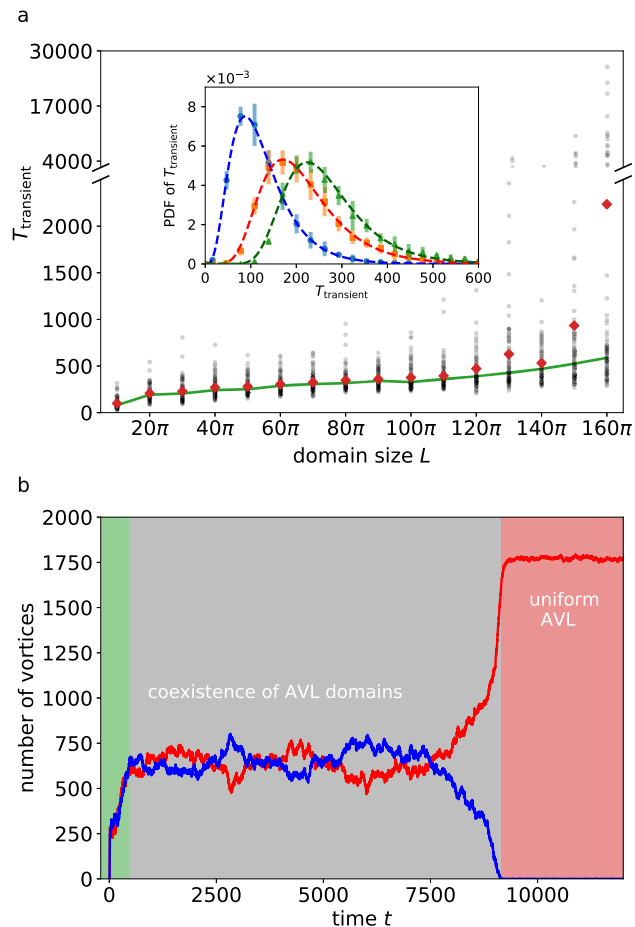 a
30000
17000
4000
2000
1500
1000
500
0
T_transient
×10⁻³
8
6
4
2
0
PDF of T_transient
0 100 200 300 400 500 600
T_transient
20π 40π 60π 80π 100π 120π 140π 160π
domain size L
b
2000
1750
1500
1250
1000
750
500
250
0
number of vortices
uniform
AVL
coexistence of AVL domains
0 2500 5000 7500 10000
time t